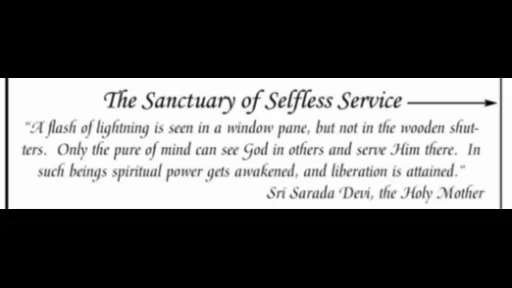 The Sanctuary of Selfless Service
"A flash of lightning is seen in a window pane, but not in the wooden shut-
ters. Only the pure of mind can see God in others and serve Him there. In
such beings spiritual power gets awakened, and liberation is attained."
Sri Sarada Devi, the Holy Mother